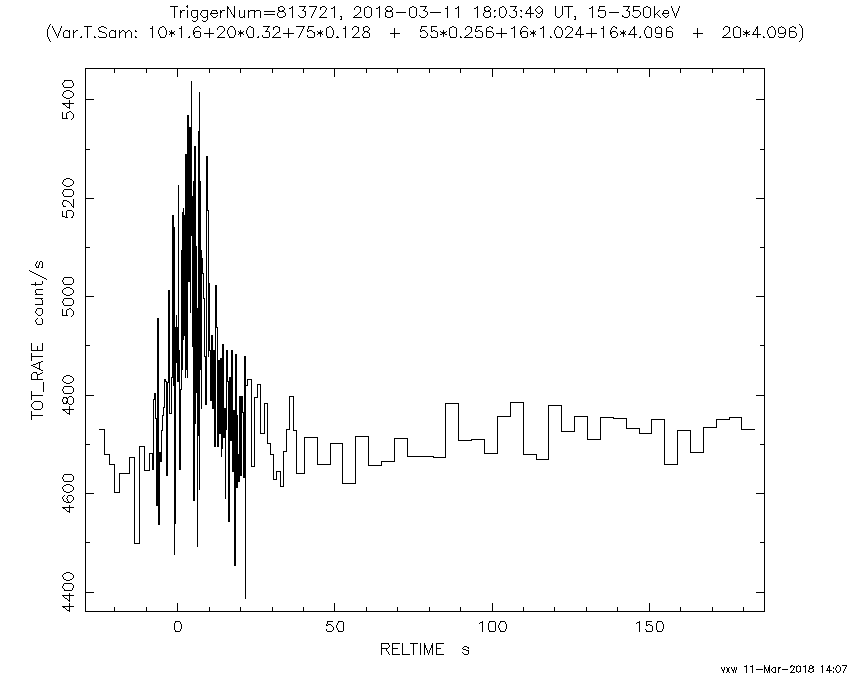 TriggerNum=813721, 2018-03-11 18:03:49 UT, 15-350keV
(Var.T.Sam: 10*1.6+20*0.32+75*0.128 + 55*0.256+16*1.024+16*4.096 + 20*4.096)
5400
5200
5000
4800
4600
4400
TOT_RATE count/s
0 50 100 150
RELTIME s
vxw 11-Mar-2018 14:07